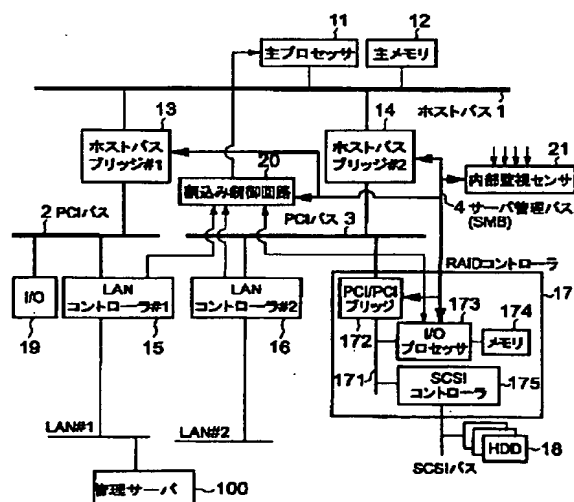 11
12
主プロセッサ
主メモリ
ホストバス 1
13
14
ホストバス
ブリッジ#1
20
ホストバス
ブリッジ#2
21
内部監視センサ
割込み制御回路
4 サーバ管理バス
(SMB)
2 PCIバス
PCIバス 3
RAIDコントローラ
I/O
19
LAN
コントローラ#1
15
LAN
コントローラ#2
16
PCI/PCI
ブリッジ
172
173
I/O
プロセッサ
174
メモリ
17
171
SCSI
コントローラ
175
LAN#1
LAN#2
HDD
18
SCSIバス
管理サーバ
100